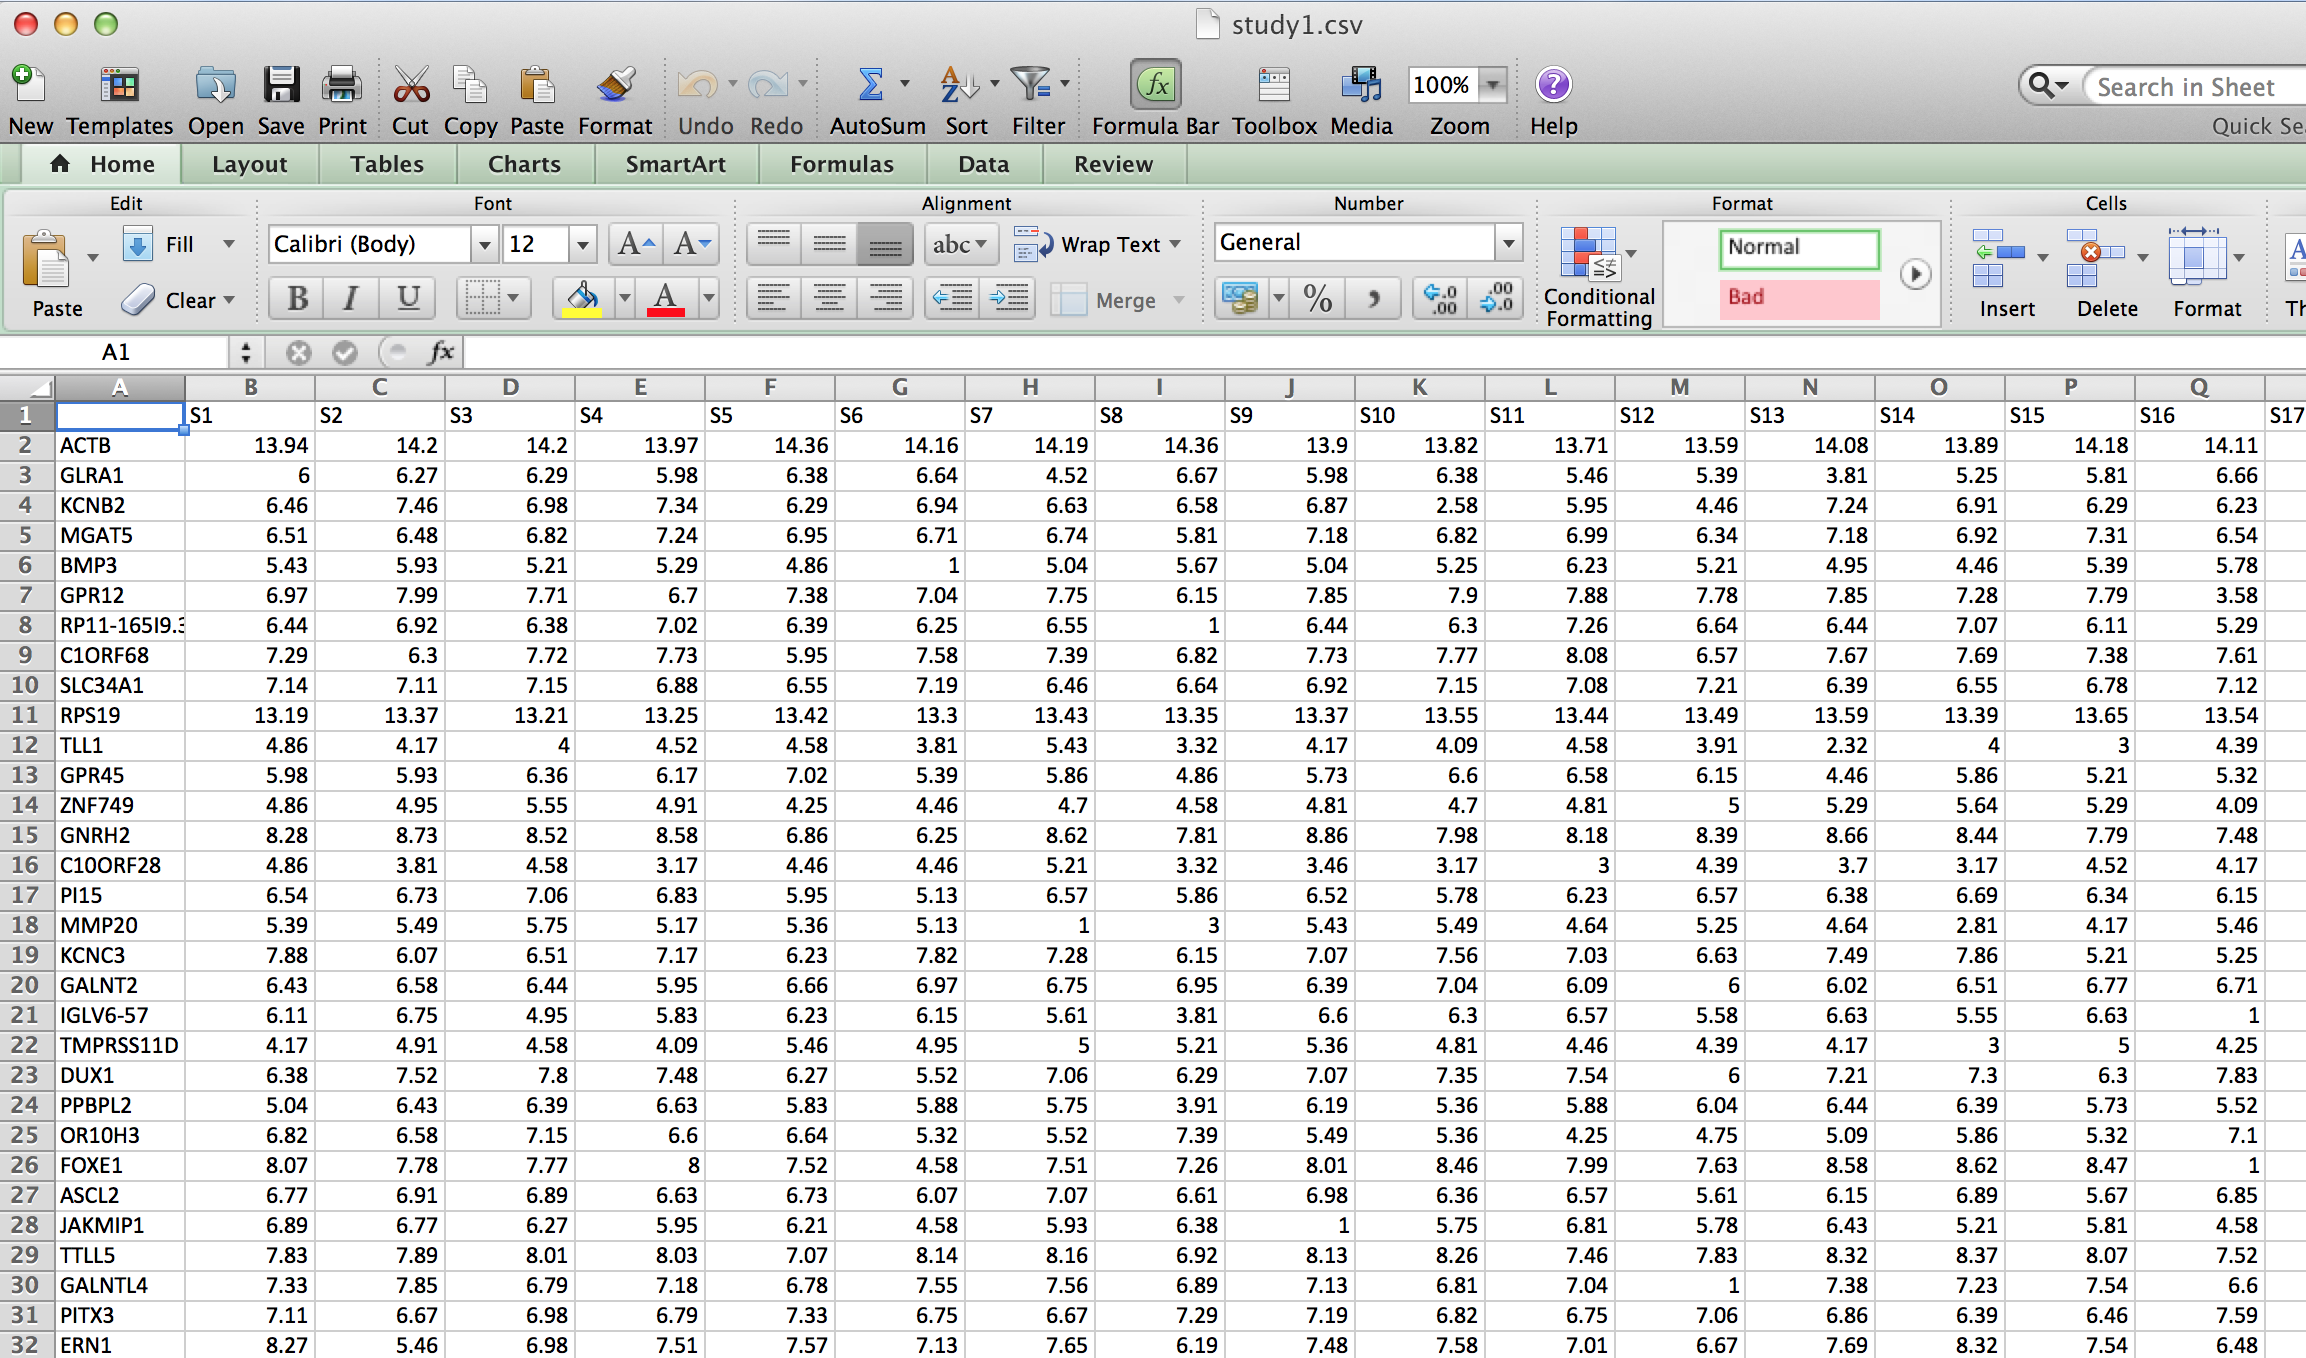 study1.csv
New Templates Open Save Print Cut Copy Paste Format Undo Redo AutoSum Sort Filter Formula Bar Toolbox Media 100% Zoom Help Search in Sheet
Quick Se
Home Layout Tables Charts SmartArt Formulas Data Review
Edit Font Alignment Number Format Cells
Paste Fill Calibri (Body) 12 A A abc Wrap Text General Conditional Formatting Normal Insert Delete Format Th
Clear B I U A Merge % , .0 .00 .00 .0 Bad
A1 fx
A B C D E F G H I J K L M N O P Q
1 S1 S2 S3 S4 S5 S6 S7 S8 S9 S10 S11 S12 S13 S14 S15 S16 S17
2 ACTB 13.94 14.2 14.2 13.97 14.36 14.16 14.19 14.36 13.9 13.82 13.71 13.59 14.08 13.89 14.18 14.11
3 GLRA1 6 6.27 6.29 5.98 6.38 6.64 4.52 6.67 5.98 6.38 5.46 5.39 3.81 5.25 5.81 6.66
4 KCNB2 6.46 7.46 6.98 7.34 6.29 6.94 6.63 6.58 6.87 2.58 5.95 4.46 7.24 6.91 6.29 6.23
5 MGAT5 6.51 6.48 6.82 7.24 6.95 6.71 6.74 5.81 7.18 6.82 6.99 6.34 7.18 6.92 7.31 6.54
6 BMP3 5.43 5.93 5.21 5.29 4.86 1 5.04 5.67 5.04 5.25 6.23 5.21 4.95 4.46 5.39 5.78
7 GPR12 6.97 7.99 7.71 6.7 7.38 7.04 7.75 6.15 7.85 7.9 7.88 7.78 7.85 7.28 7.79 3.58
8 RP11-165I9.3 6.44 6.92 6.38 7.02 6.39 6.25 6.55 1 6.44 6.3 7.26 6.64 6.44 7.07 6.11 5.29
9 C1ORF68 7.29 6.3 7.72 7.73 5.95 7.58 7.39 6.82 7.73 7.77 8.08 6.57 7.67 7.69 7.38 7.61
10 SLC34A1 7.14 7.11 7.15 6.88 6.55 7.19 6.46 6.64 6.92 7.15 7.08 7.21 6.39 6.55 6.78 7.12
11 RPS19 13.19 13.37 13.21 13.25 13.42 13.3 13.43 13.35 13.37 13.55 13.44 13.49 13.59 13.39 13.65 13.54
12 TLL1 4.86 4.17 4 4.52 4.58 3.81 5.43 3.32 4.17 4.09 4.58 3.91 2.32 4 3 4.39
13 GPR45 5.98 5.93 6.36 6.17 7.02 5.39 5.86 4.86 5.73 6.6 6.58 6.15 4.46 5.86 5.21 5.32
14 ZNF749 4.86 4.95 5.55 4.91 4.25 4.46 4.7 4.58 4.81 4.7 4.81 5 5.29 5.64 5.29 4.09
15 GNRH2 8.28 8.73 8.52 8.58 6.86 6.25 8.62 7.81 8.86 7.98 8.18 8.39 8.66 8.44 7.79 7.48
16 C10ORF28 4.86 3.81 4.58 3.17 4.46 4.46 5.21 3.32 3.46 3.17 3 4.39 3.7 3.17 4.52 4.17
17 PI15 6.54 6.73 7.06 6.83 5.95 5.13 6.57 5.86 6.52 5.78 6.23 6.57 6.38 6.69 6.34 6.15
18 MMP20 5.39 5.49 5.75 5.17 5.36 5.13 1 3 5.43 5.49 4.64 5.25 4.64 2.81 4.17 5.46
19 KCNC3 7.88 6.07 6.51 7.17 6.23 7.82 7.28 6.15 7.07 7.56 7.03 6.63 7.49 7.86 5.21 5.25
20 GALNT2 6.43 6.58 6.44 5.95 6.66 6.97 6.75 6.95 6.39 7.04 6.09 6 6.02 6.51 6.77 6.71
21 IGLV6-57 6.11 6.75 4.95 5.83 6.23 6.15 5.61 3.81 6.6 6.3 6.57 5.58 6.63 5.55 6.63 1
22 TMPRSS11D 4.17 4.91 4.58 4.09 5.46 4.95 5 5.21 5.36 4.81 4.46 4.39 4.17 3 5 4.25
23 DUX1 6.38 7.52 7.8 7.48 6.27 5.52 7.06 6.29 7.07 7.35 7.54 6 7.21 7.3 6.3 7.83
24 PPBPL2 5.04 6.43 6.39 6.63 5.83 5.88 5.75 3.91 6.19 5.36 5.88 6.04 6.44 6.39 5.73 5.52
25 OR10H3 6.82 6.58 7.15 6.6 6.64 5.32 5.52 7.39 5.49 5.36 4.25 4.75 5.09 5.86 5.32 7.1
26 FOXE1 8.07 7.78 7.77 8 7.52 4.58 7.51 7.26 8.01 8.46 7.99 7.63 8.58 8.62 8.47 1
27 ASCL2 6.77 6.91 6.89 6.63 6.73 6.07 7.07 6.61 6.98 6.36 6.57 5.61 6.15 6.89 5.67 6.85
28 JAKMIP1 6.89 6.77 6.27 5.95 6.21 4.58 5.93 6.38 1 5.75 6.81 5.78 6.43 5.21 5.81 4.58
29 TTLL5 7.83 7.89 8.01 8.03 7.07 8.14 8.16 6.92 8.13 8.26 7.46 7.83 8.32 8.37 8.07 7.52
30 GALNTL4 7.33 7.85 6.79 7.18 6.78 7.55 7.56 6.89 7.13 6.81 7.04 1 7.38 7.23 7.54 6.6
31 PITX3 7.11 6.67 6.98 6.79 7.33 6.75 6.67 7.29 7.19 6.82 6.75 7.06 6.86 6.39 6.46 7.59
32 ERN1 8.27 5.46 6.98 7.51 7.57 7.13 7.65 6.19 7.48 7.58 7.01 6.67 7.69 8.32 7.54 6.48